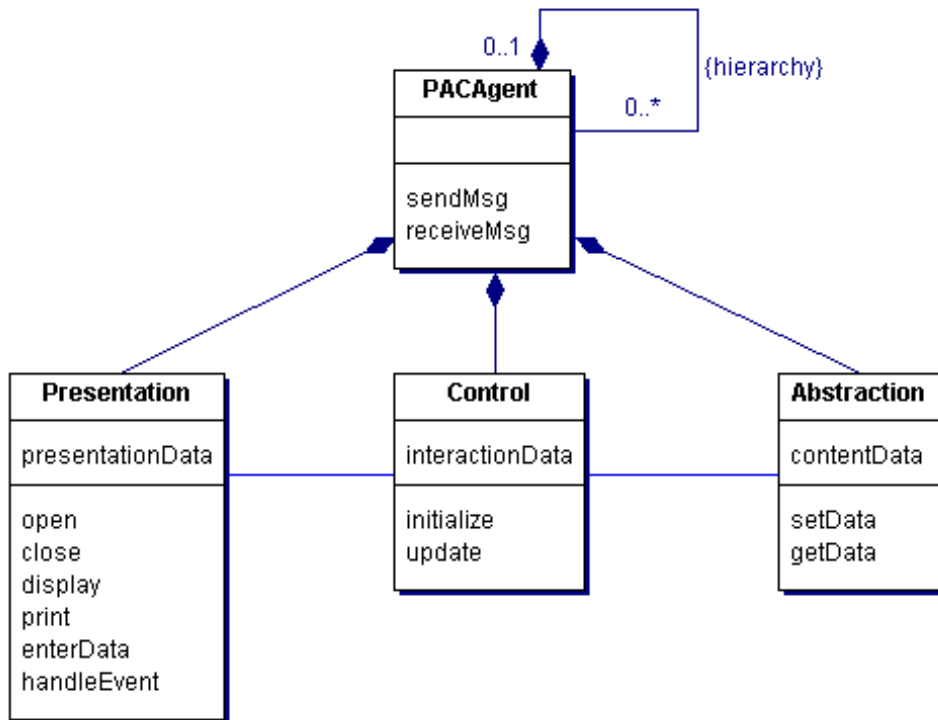 0..1
{hierarchy}
PACAgent
0..*
sendMsg
receiveMsg
Presentation
presentationData
open
close
display
print
enterData
handleEvent
Control
interactionData
initialize
update
Abstraction
contentData
setData
getData